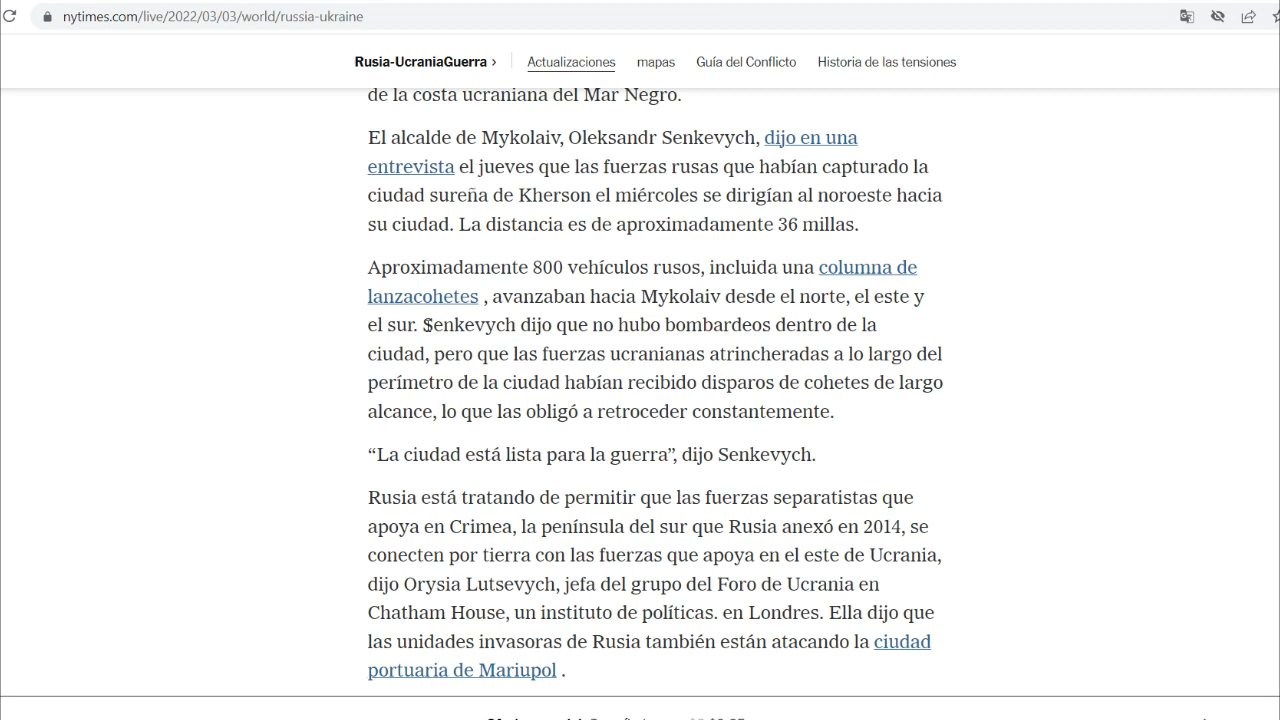 nytimes.com/live/2022/03/03/world/russia-ukraine
Rusia-UcraniaGuerra › Actualizaciones mapas Guía del Conflicto Historia de las tensiones
de la costa ucraniana del Mar Negro.
El alcalde de Mykolaiv, Oleksandr Senkevych, dijo en una
entrevista el jueves que las fuerzas rusas que habían capturado la
ciudad sureña de Kherson el miércoles se dirigían al noroeste hacia
su ciudad. La distancia es de aproximadamente 36 millas.
Aproximadamente 800 vehículos rusos, incluida una columna de
lanzacohetes , avanzaban hacia Mykolaiv desde el norte, el este y
el sur. Senkevych dijo que no hubo bombardeos dentro de la
ciudad, pero que las fuerzas ucranianas atrincheradas a lo largo del
perímetro de la ciudad habían recibido disparos de cohetes de largo
alcance, lo que las obligó a retroceder constantemente.
“La ciudad está lista para la guerra”, dijo Senkevych.
Rusia está tratando de permitir que las fuerzas separatistas que
apoya en Crimea, la península del sur que Rusia anexó en 2014, se
conecten por tierra con las fuerzas que apoya en el este de Ucrania,
dijo Orysia Lutsevych, jefa del grupo del Foro de Ucrania en
Chatham House, un instituto de políticas. en Londres. Ella dijo que
las unidades invasoras de Rusia también están atacando la ciudad
portuaria de Mariupol .